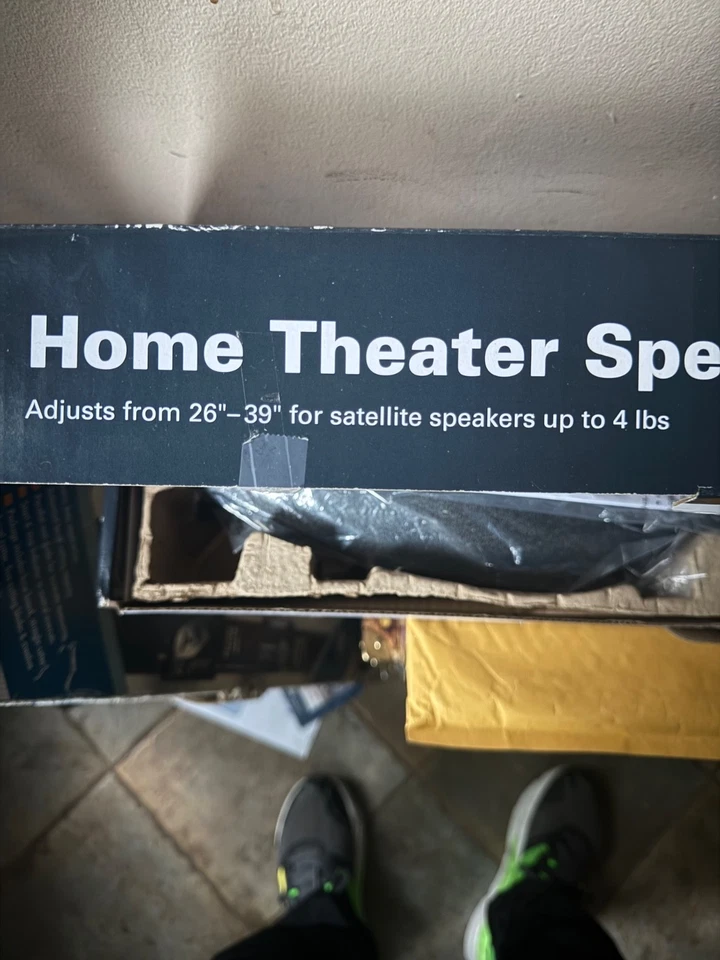 Home Theater Spe
Adjusts from 26"–39" for satellite speakers up to 4 lbs